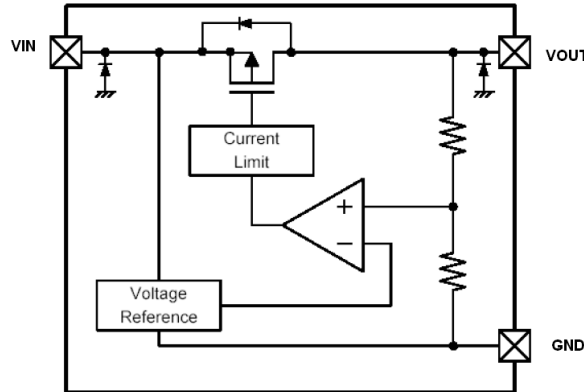 VIN
VOUT
Current
Limit
+
−
Voltage
Reference
GND